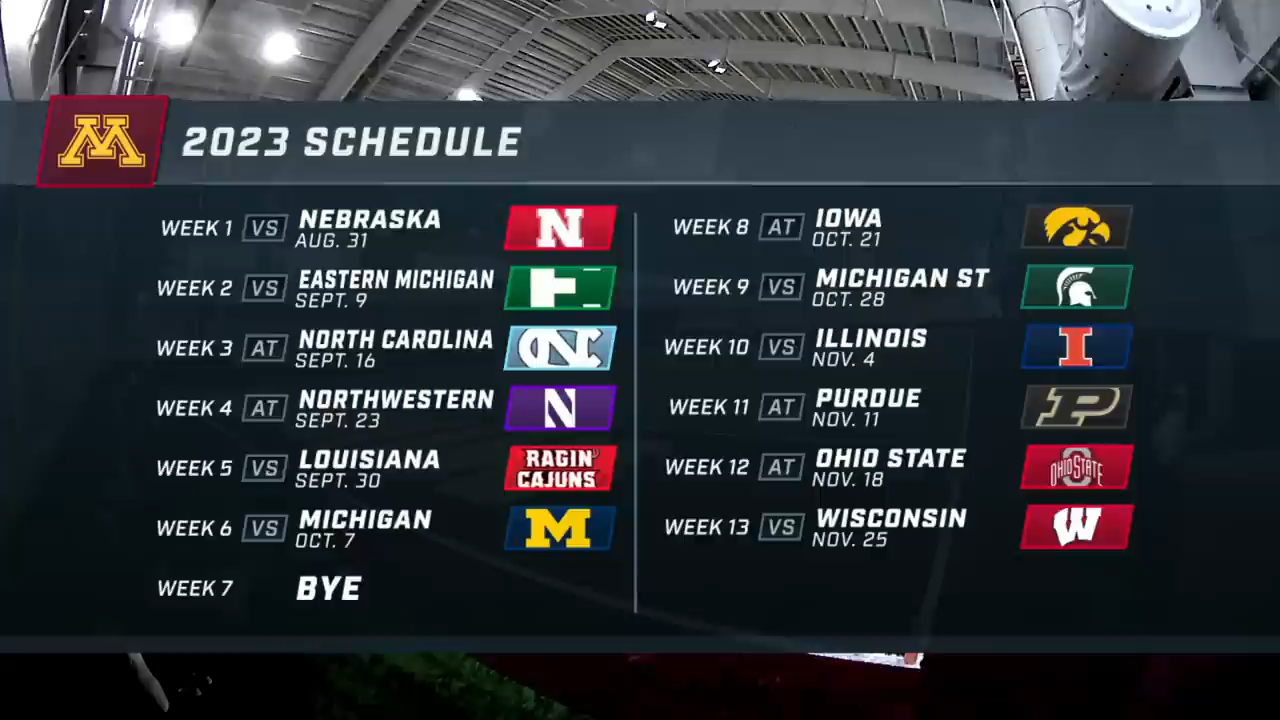 M 2023 SCHEDULE
WEEK 1 VS NEBRASKA N
AUG. 31
WEEK 2 VS EASTERN MICHIGAN E
SEPT. 9
WEEK 3 AT NORTH CAROLINA NC
SEPT. 16
WEEK 4 AT NORTHWESTERN N
SEPT. 23
WEEK 5 VS LOUISIANA
SEPT. 30
RAGIN'
CAJUNS
WEEK 6 VS MICHIGAN M
OCT. 7
WEEK 7 BYE
WEEK 8 AT IOWA
OCT. 21
WEEK 9 VS MICHIGAN ST
OCT. 28
WEEK 10 VS ILLINOIS I
NOV. 4
WEEK 11 AT PURDUE P
NOV. 11
WEEK 12 AT OHIO STATE OHIO STATE
NOV. 18
WEEK 13 VS WISCONSIN W
NOV. 25